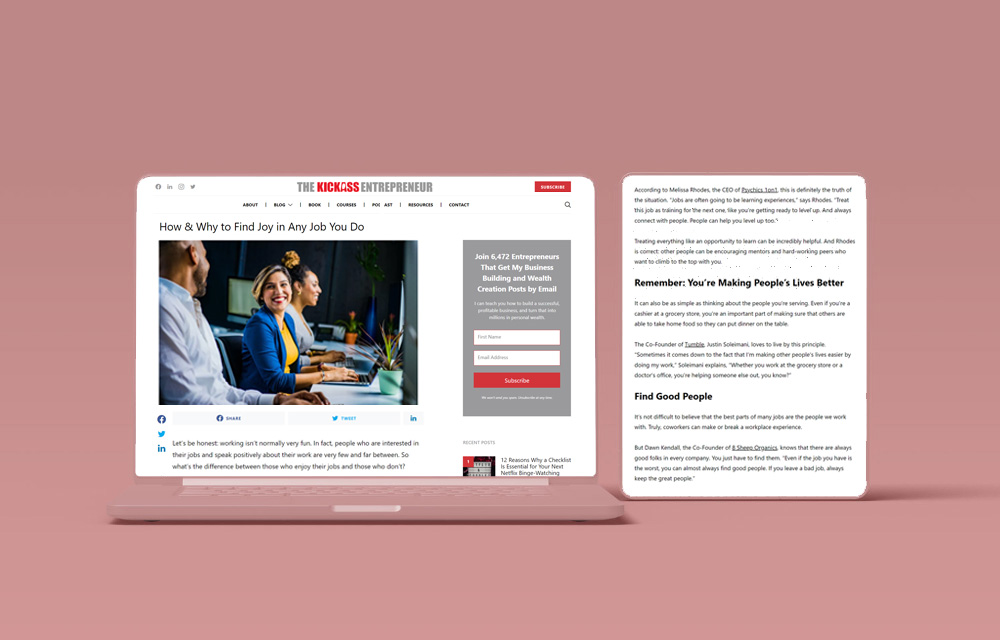 THE KICKASS ENTREPRENEUR
SUBSCRIBE
ABOUT
BLOG
BOOK
COURSES
AST
RESOURCES
CONTACT
How & Why to Find Joy in Any Job You Do
Join 6,472 Entrepreneurs
That Get My Business
Building and Wealth
Creation Posts by Email
I can teach you how to build a successful,
profitable business, and turn that into
millions in personal wealth.
First Name
Email Address
Subscribe
We won't send you spam. Unsubscribe at any time.
SHARE
TWEET
Let's be honest: working isn't normally very fun. In fact, people who are interested in
their jobs and speak positively about their work are very few and far between. So
what's the difference between those who enjoy their jobs and those who don't?
RECENT POSTS
1
12 Reasons Why a Checklist
Is Essential for Your Next
Netflix Binge-Watching
According to Melissa Rhodes, the CEO of Psychics 1on1, this is definitely the truth of
the situation. "Jobs are often going to be learning experiences," says Rhodes. "Treat
this job as training for the next one, like you're getting ready to level up. And always
connect with people. People can help you level up too."
Treating everything like an opportunity to learn can be incredibly helpful. And Rhodes
is correct: other people can be encouraging mentors and hard-working peers who
want to climb to the top with you.
Remember: You're Making People's Lives Better
It can also be as simple as thinking about the people you're serving. Even if you're a
cashier at a grocery store, you're an important part of making sure that others are
able to take home food so they can put dinner on the table.
The Co-Founder of Tumble, Justin Soleimani, loves to live by this principle.
"Sometimes it comes down to the fact that I'm making other people's lives easier by
doing my work," Soleimani explains. "Whether you work at the grocery store or a
doctor's office, you're helping someone else out, you know?"
Find Good People
It's not difficult to believe that the best parts of many jobs are the people we work
with. Truly, coworkers can make or break a workplace experience.
But Dawn Kendall, the Co-Founder of 8 Sheep Organics, knows that there are always
good folks in every company. You just have to find them. "Even if the job you have is
the worst, you can almost always find good people. If you leave a bad job, always
keep the great people."